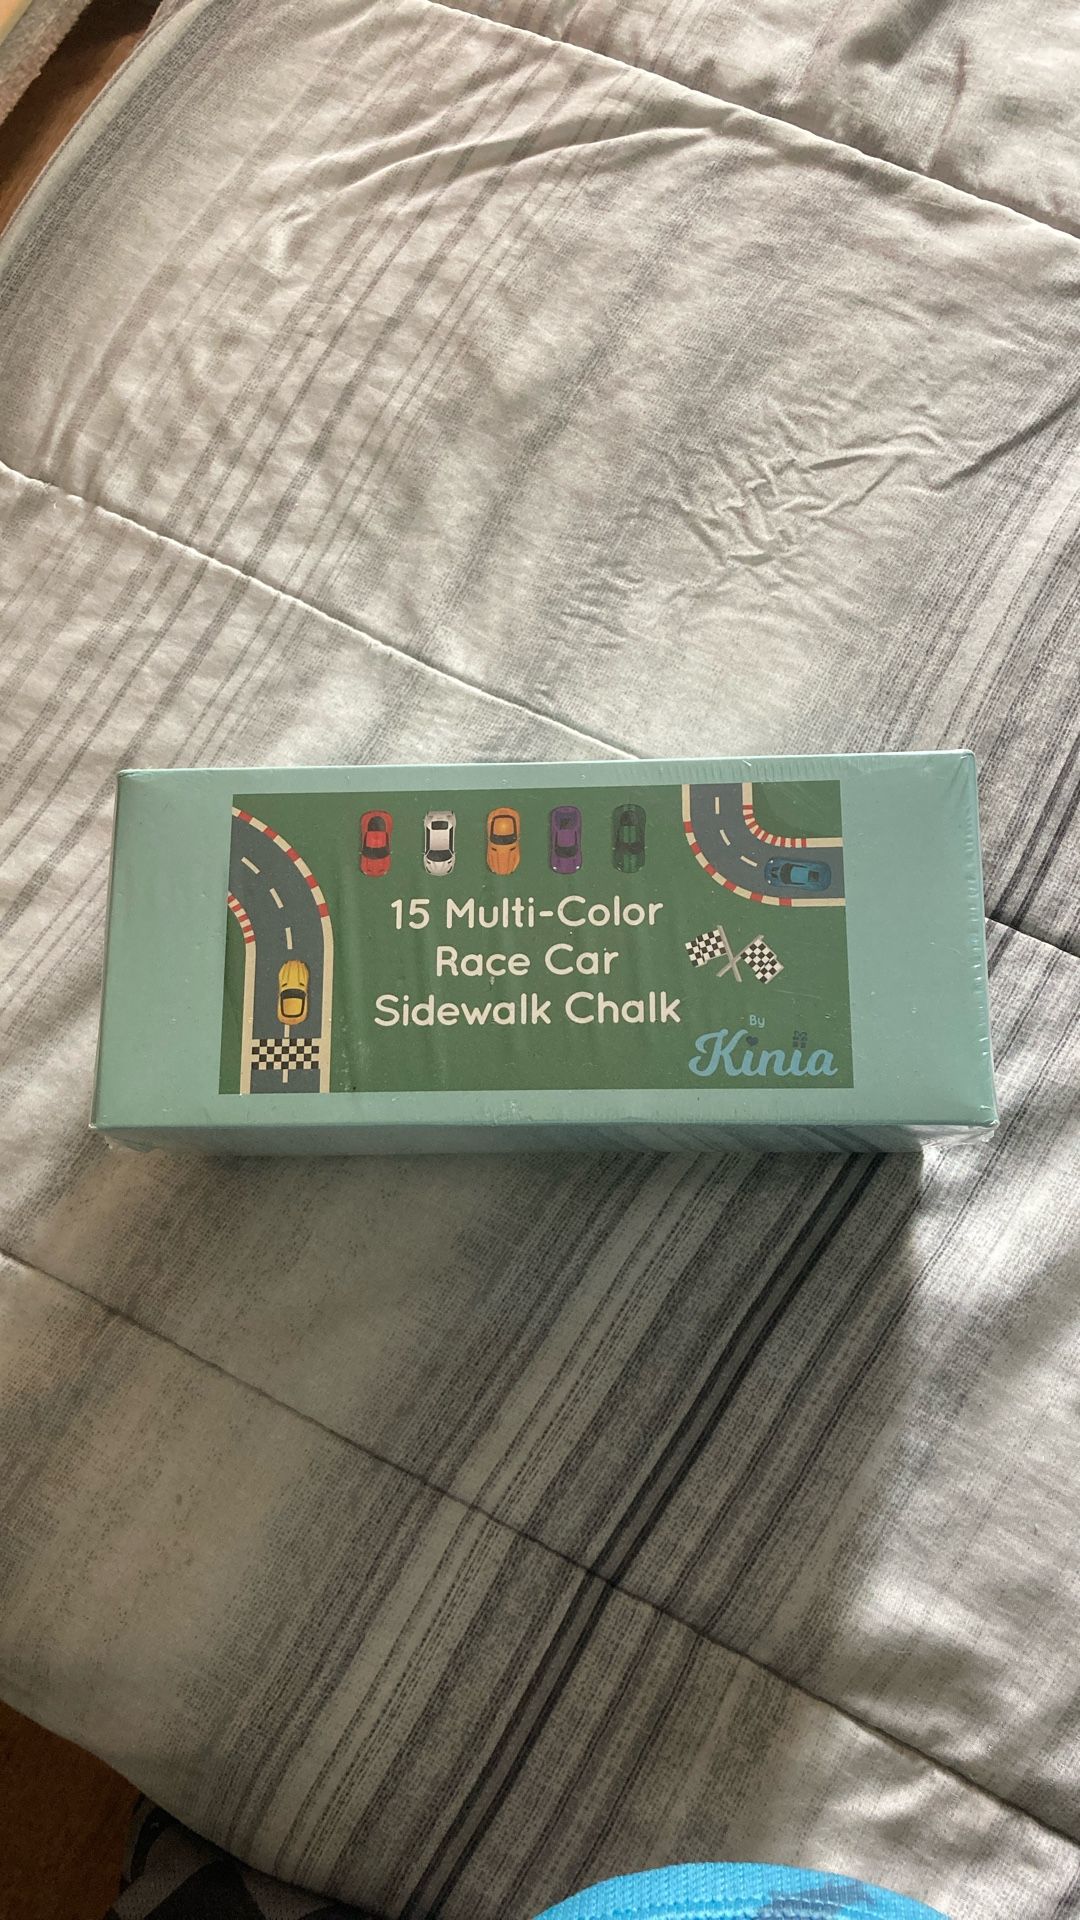 15 Multi-Color
Race Car
Sidewalk Chalk
By
Kinia